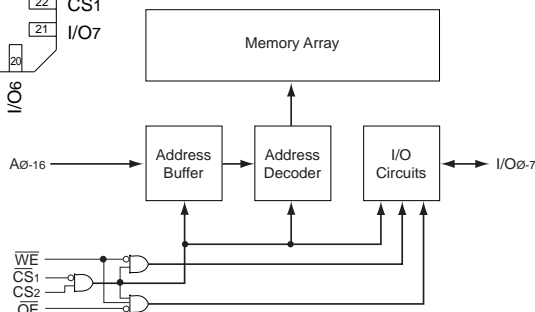 22 CS1
21 I/O7
20
I/O6
Memory Array
AØ-16
Address Buffer
Address Decoder
I/O Circuits
I/OØ-7
WE
CS1
CS2
OE